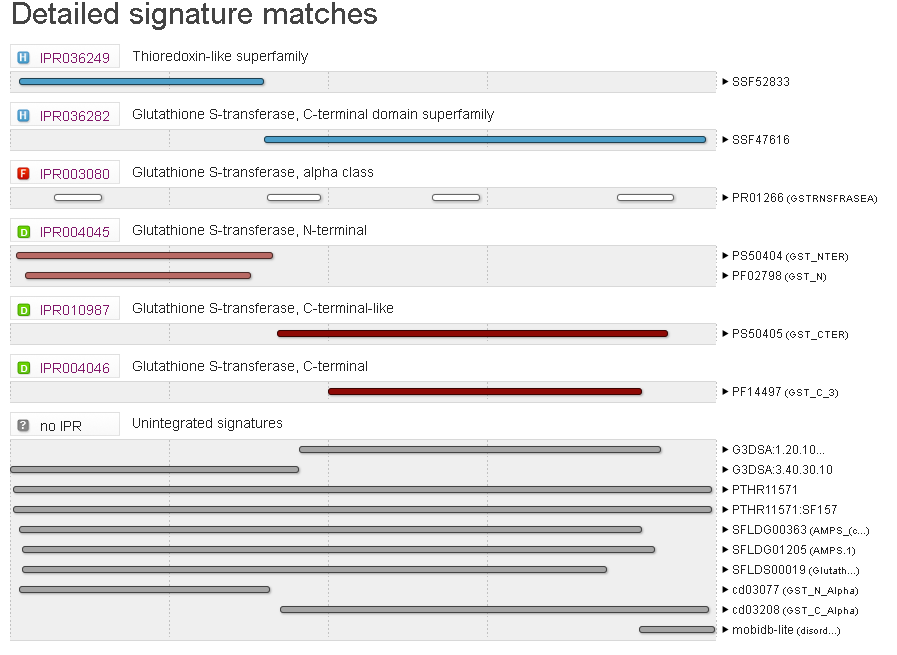 Detailed signature matches
H IPR036249 Thioredoxin-like superfamily
SSF52833
H IPR036282 Glutathione S-transferase, C-terminal domain superfamily
SSF47616
F IPR003080 Glutathione S-transferase, alpha class
PR01266 (GSTRNSFRASEA)
D IPR004045 Glutathione S-transferase, N-terminal
PS50404 (GST_NTER)
PF02798 (GST_N)
D IPR010987 Glutathione S-transferase, C-terminal-like
PS50405 (GST_CTER)
D IPR004046 Glutathione S-transferase, C-terminal
PF14497 (GST_C_3)
? no IPR Unintegrated signatures
G3DSA:1.20.10...
G3DSA:3.40.30.10
PTHR11571
PTHR11571:SF157
SFLDG00363 (AMPS_(c...)
SFLDG01205 (AMPS.1)
SFLDS00019 (Glutath...)
cd03077 (GST_N_Alpha)
cd03208 (GST_C_Alpha)
mobidb-lite (disord...)